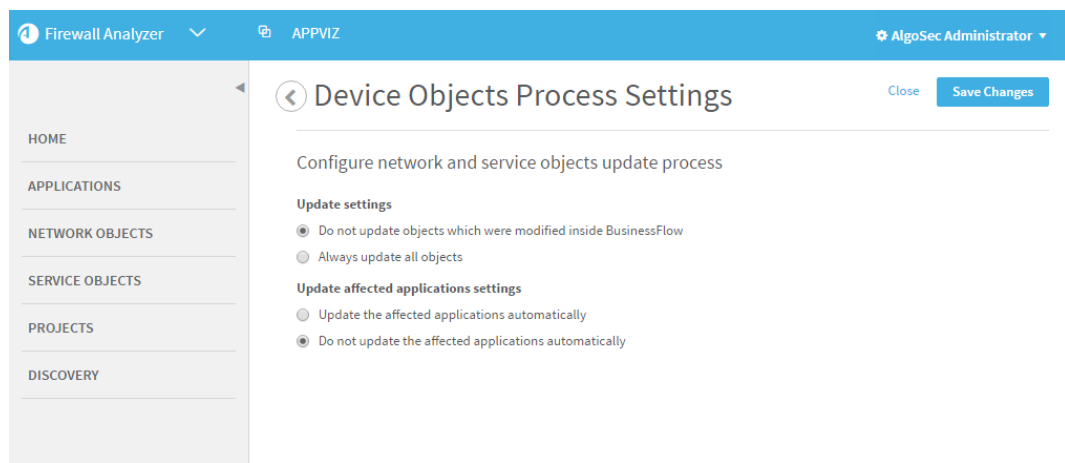 Firewall Analyzer
APPVIZ
AlgoSec Administrator
Device Objects Process Settings
Close
Save Changes
HOME
APPLICATIONS
NETWORK OBJECTS
SERVICE OBJECTS
PROJECTS
DISCOVERY
Configure network and service objects update process
Update settings
Do not update objects which were modified inside BusinessFlow
Always update all objects
Update affected applications settings
Update the affected applications automatically
Do not update the affected applications automatically